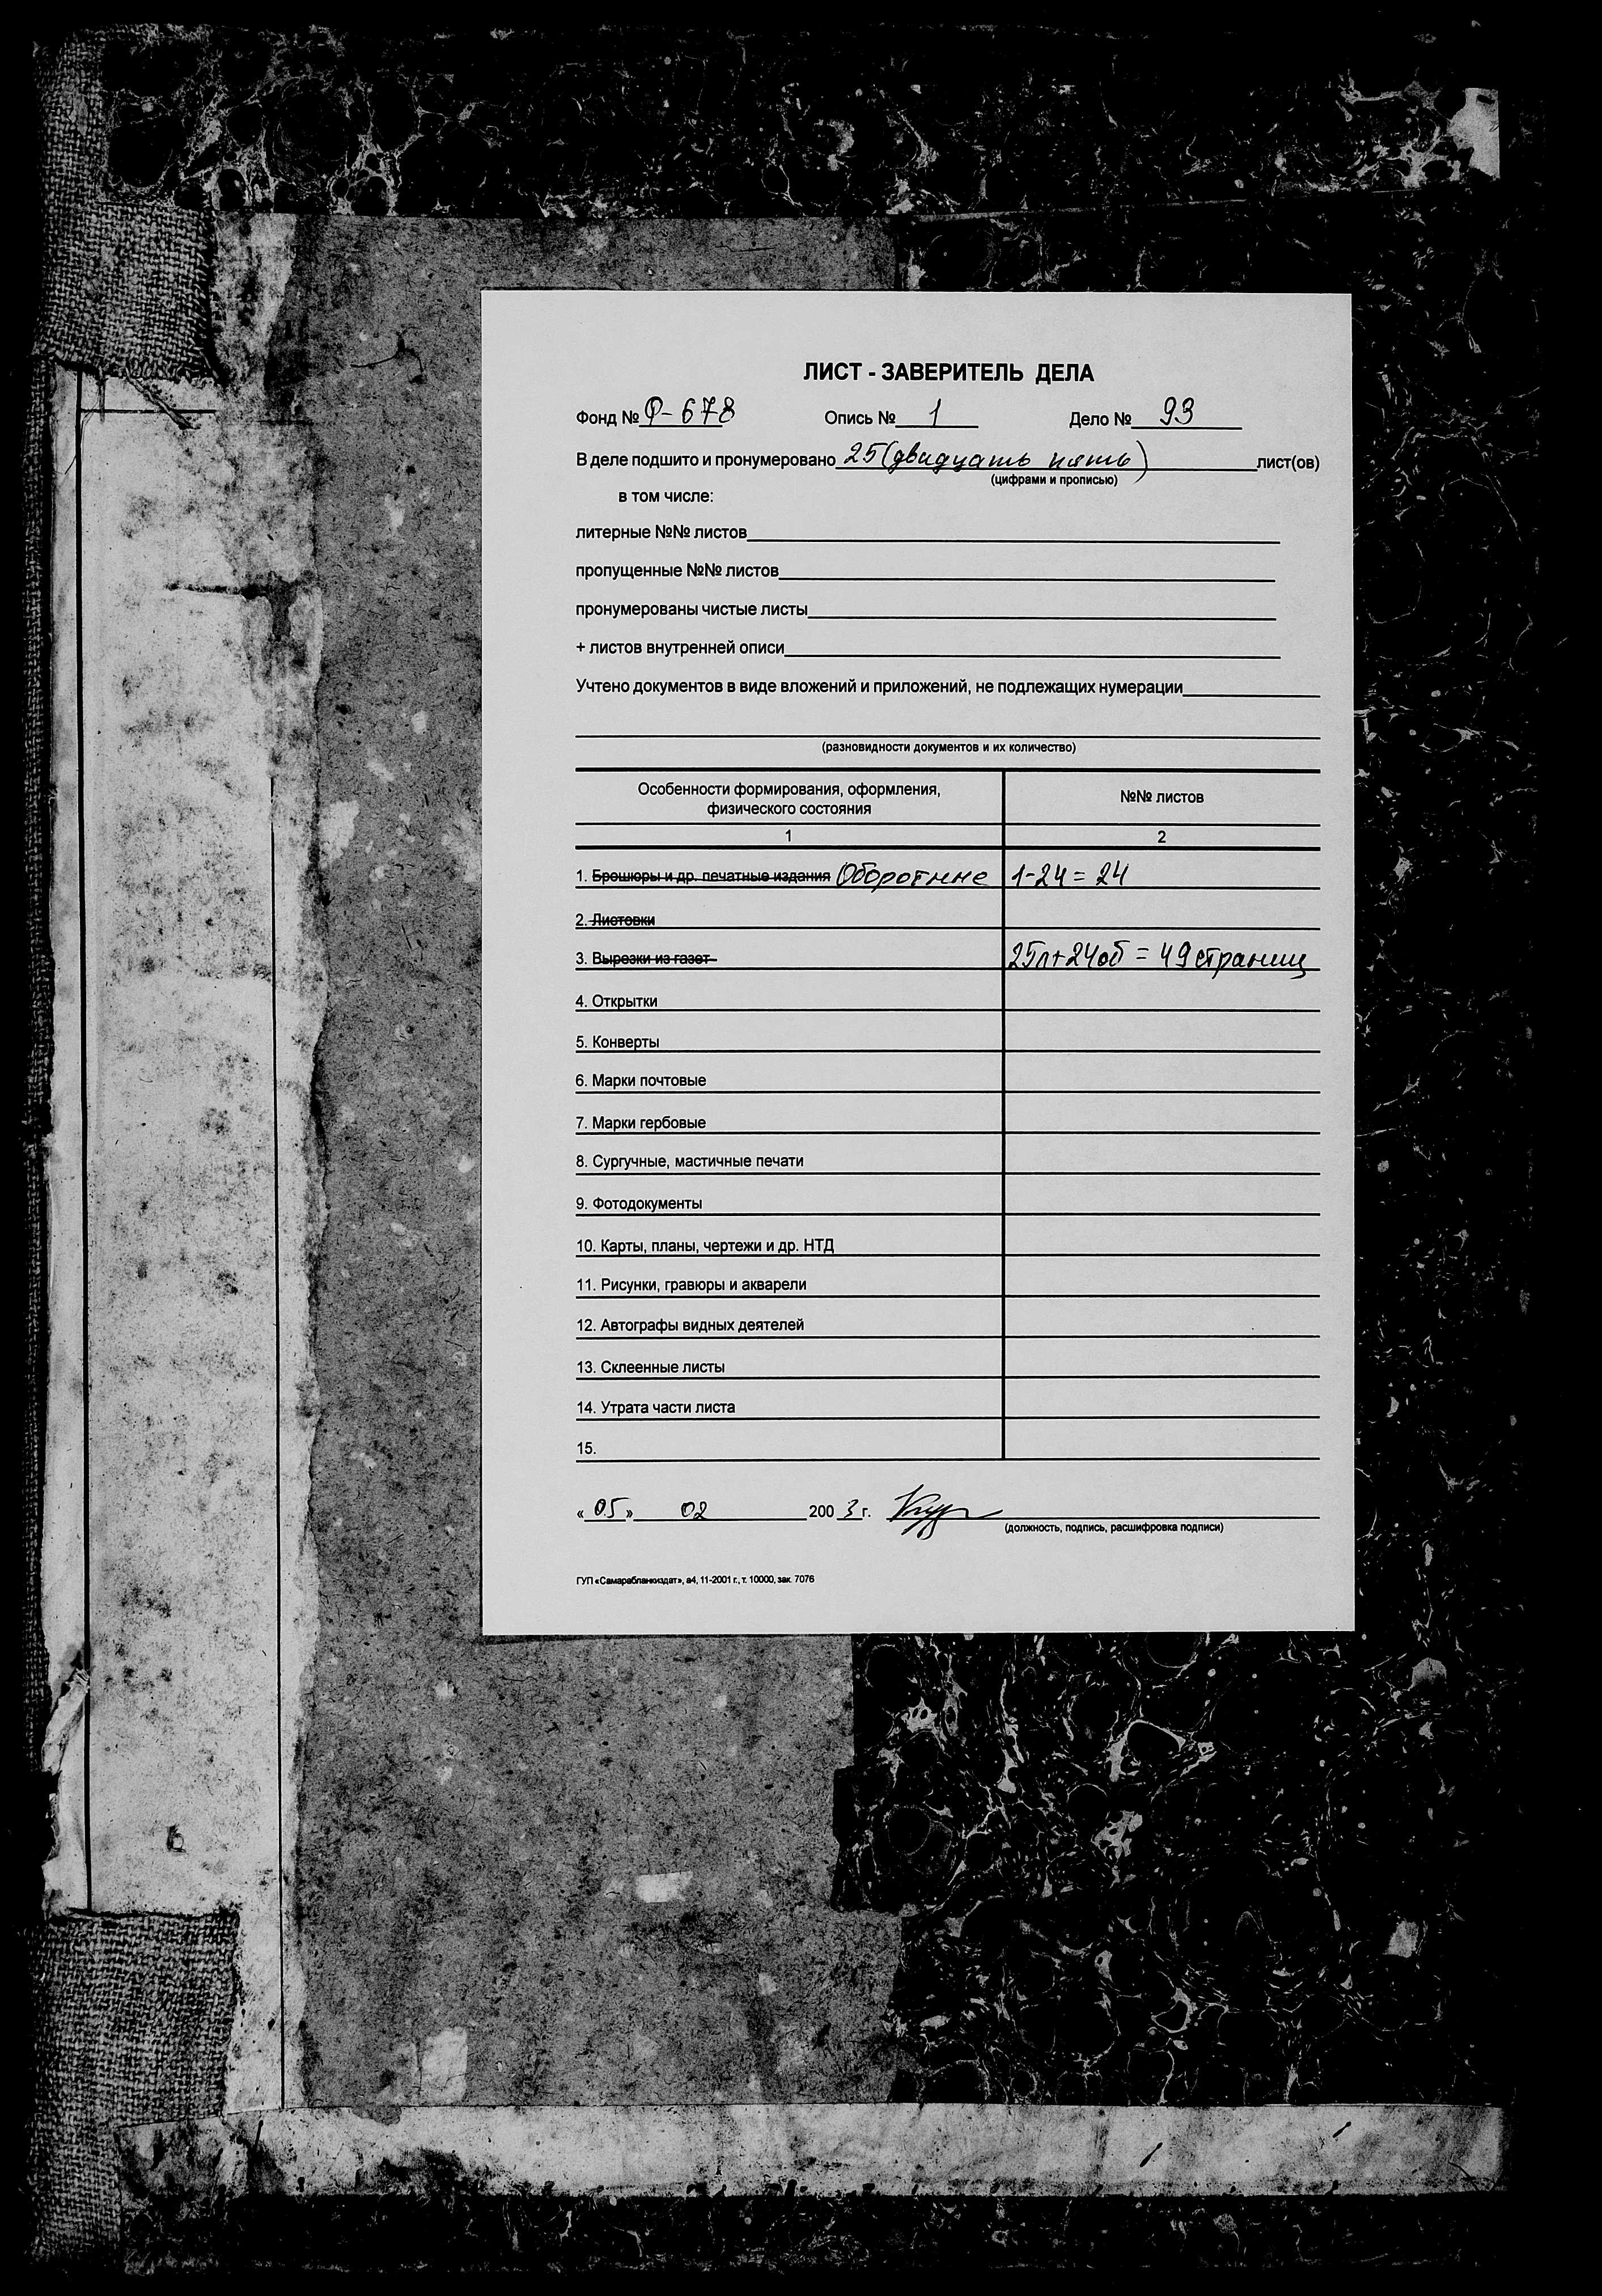 ЛИСТ - ЗАВЕРИТЕЛЬ ДЕЛА
Фонд № Ф-678 Опись № 1 Дело № 93
В деле подшито и пронумеровано 25 (двадцать пять) лист(ов)
(цифрами и прописью)
в том числе:
литерные №№ листов
пропущенные №№ листов
пронумерованы чистые листы
+ листов внутренней описи
Учтено документов в виде вложений и приложений, не подлежащих нумерации
(разновидности документов и их количество)
Особенности формирования, оформления,
физического состояния
№№ листов
1 2
1. Брошюры и др. печатные издания Оборотные 1-24 = 24
2. Листовки
3. Вырезки из газет 25л+24об = 49 страниц
4. Открытки
5. Конверты
6. Марки почтовые
7. Марки гербовые
8. Сургучные, мастичные печати
9. Фотодокументы
10. Карты, планы, чертежи и др. НТД
11. Рисунки, гравюры и акварели
12. Автографы видных деятелей
13. Склеенные листы
14. Утрата части листа
15.
« 05 » 02 200 3 г.
(должность, подпись, расшифровка подписи)
ГУП «Самарабланкиздат», а4, 11-2001 г., т. 10000, зак. 7076